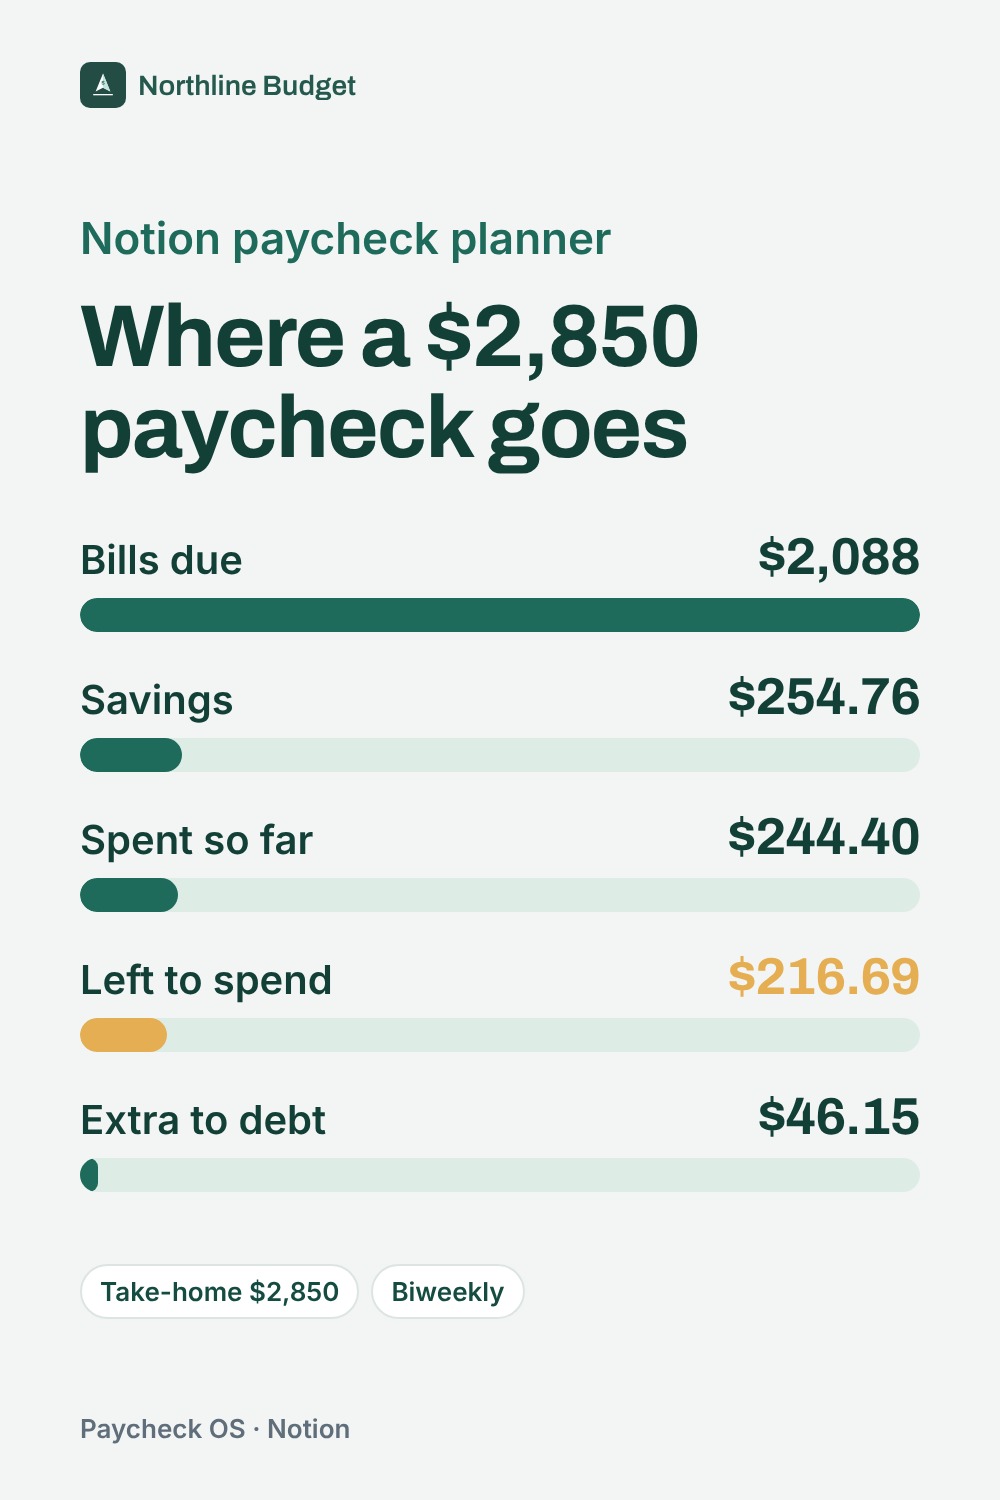 Northline Budget
Notion paycheck planner
Where a $2,850
paycheck goes
Bills due $2,088
Savings $254.76
Spent so far $244.40
Left to spend $216.69
Extra to debt $46.15
Take-home $2,850 Biweekly
Paycheck OS · Notion